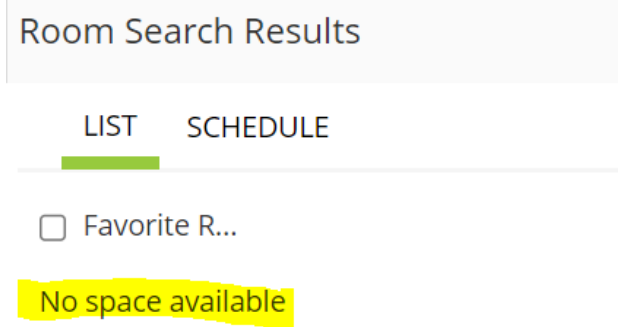 Room Search Results
LIST SCHEDULE
Favorite R...
No space available